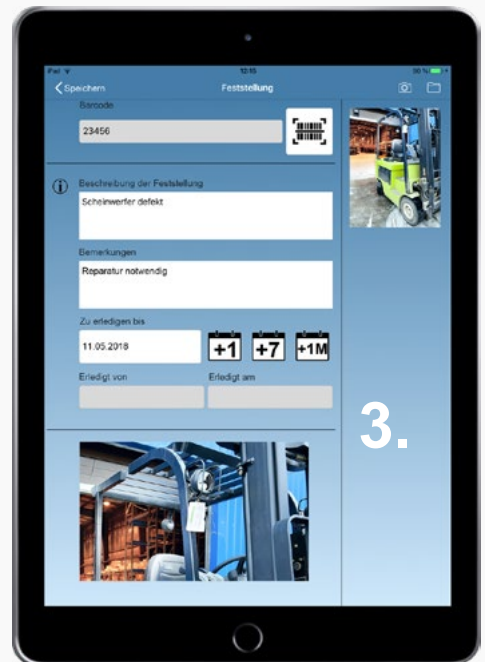 iPad
10:15
90 %
Speichern
Feststellung
Barcode
23456
Beschreibung der Feststellung
Scheinwerfer defekt
Bemerkungen
Reparatur notwendig
Zu erledigen bis
11.05.2018
+1 +7 +1M
Erledigt von Erledigt am
3.